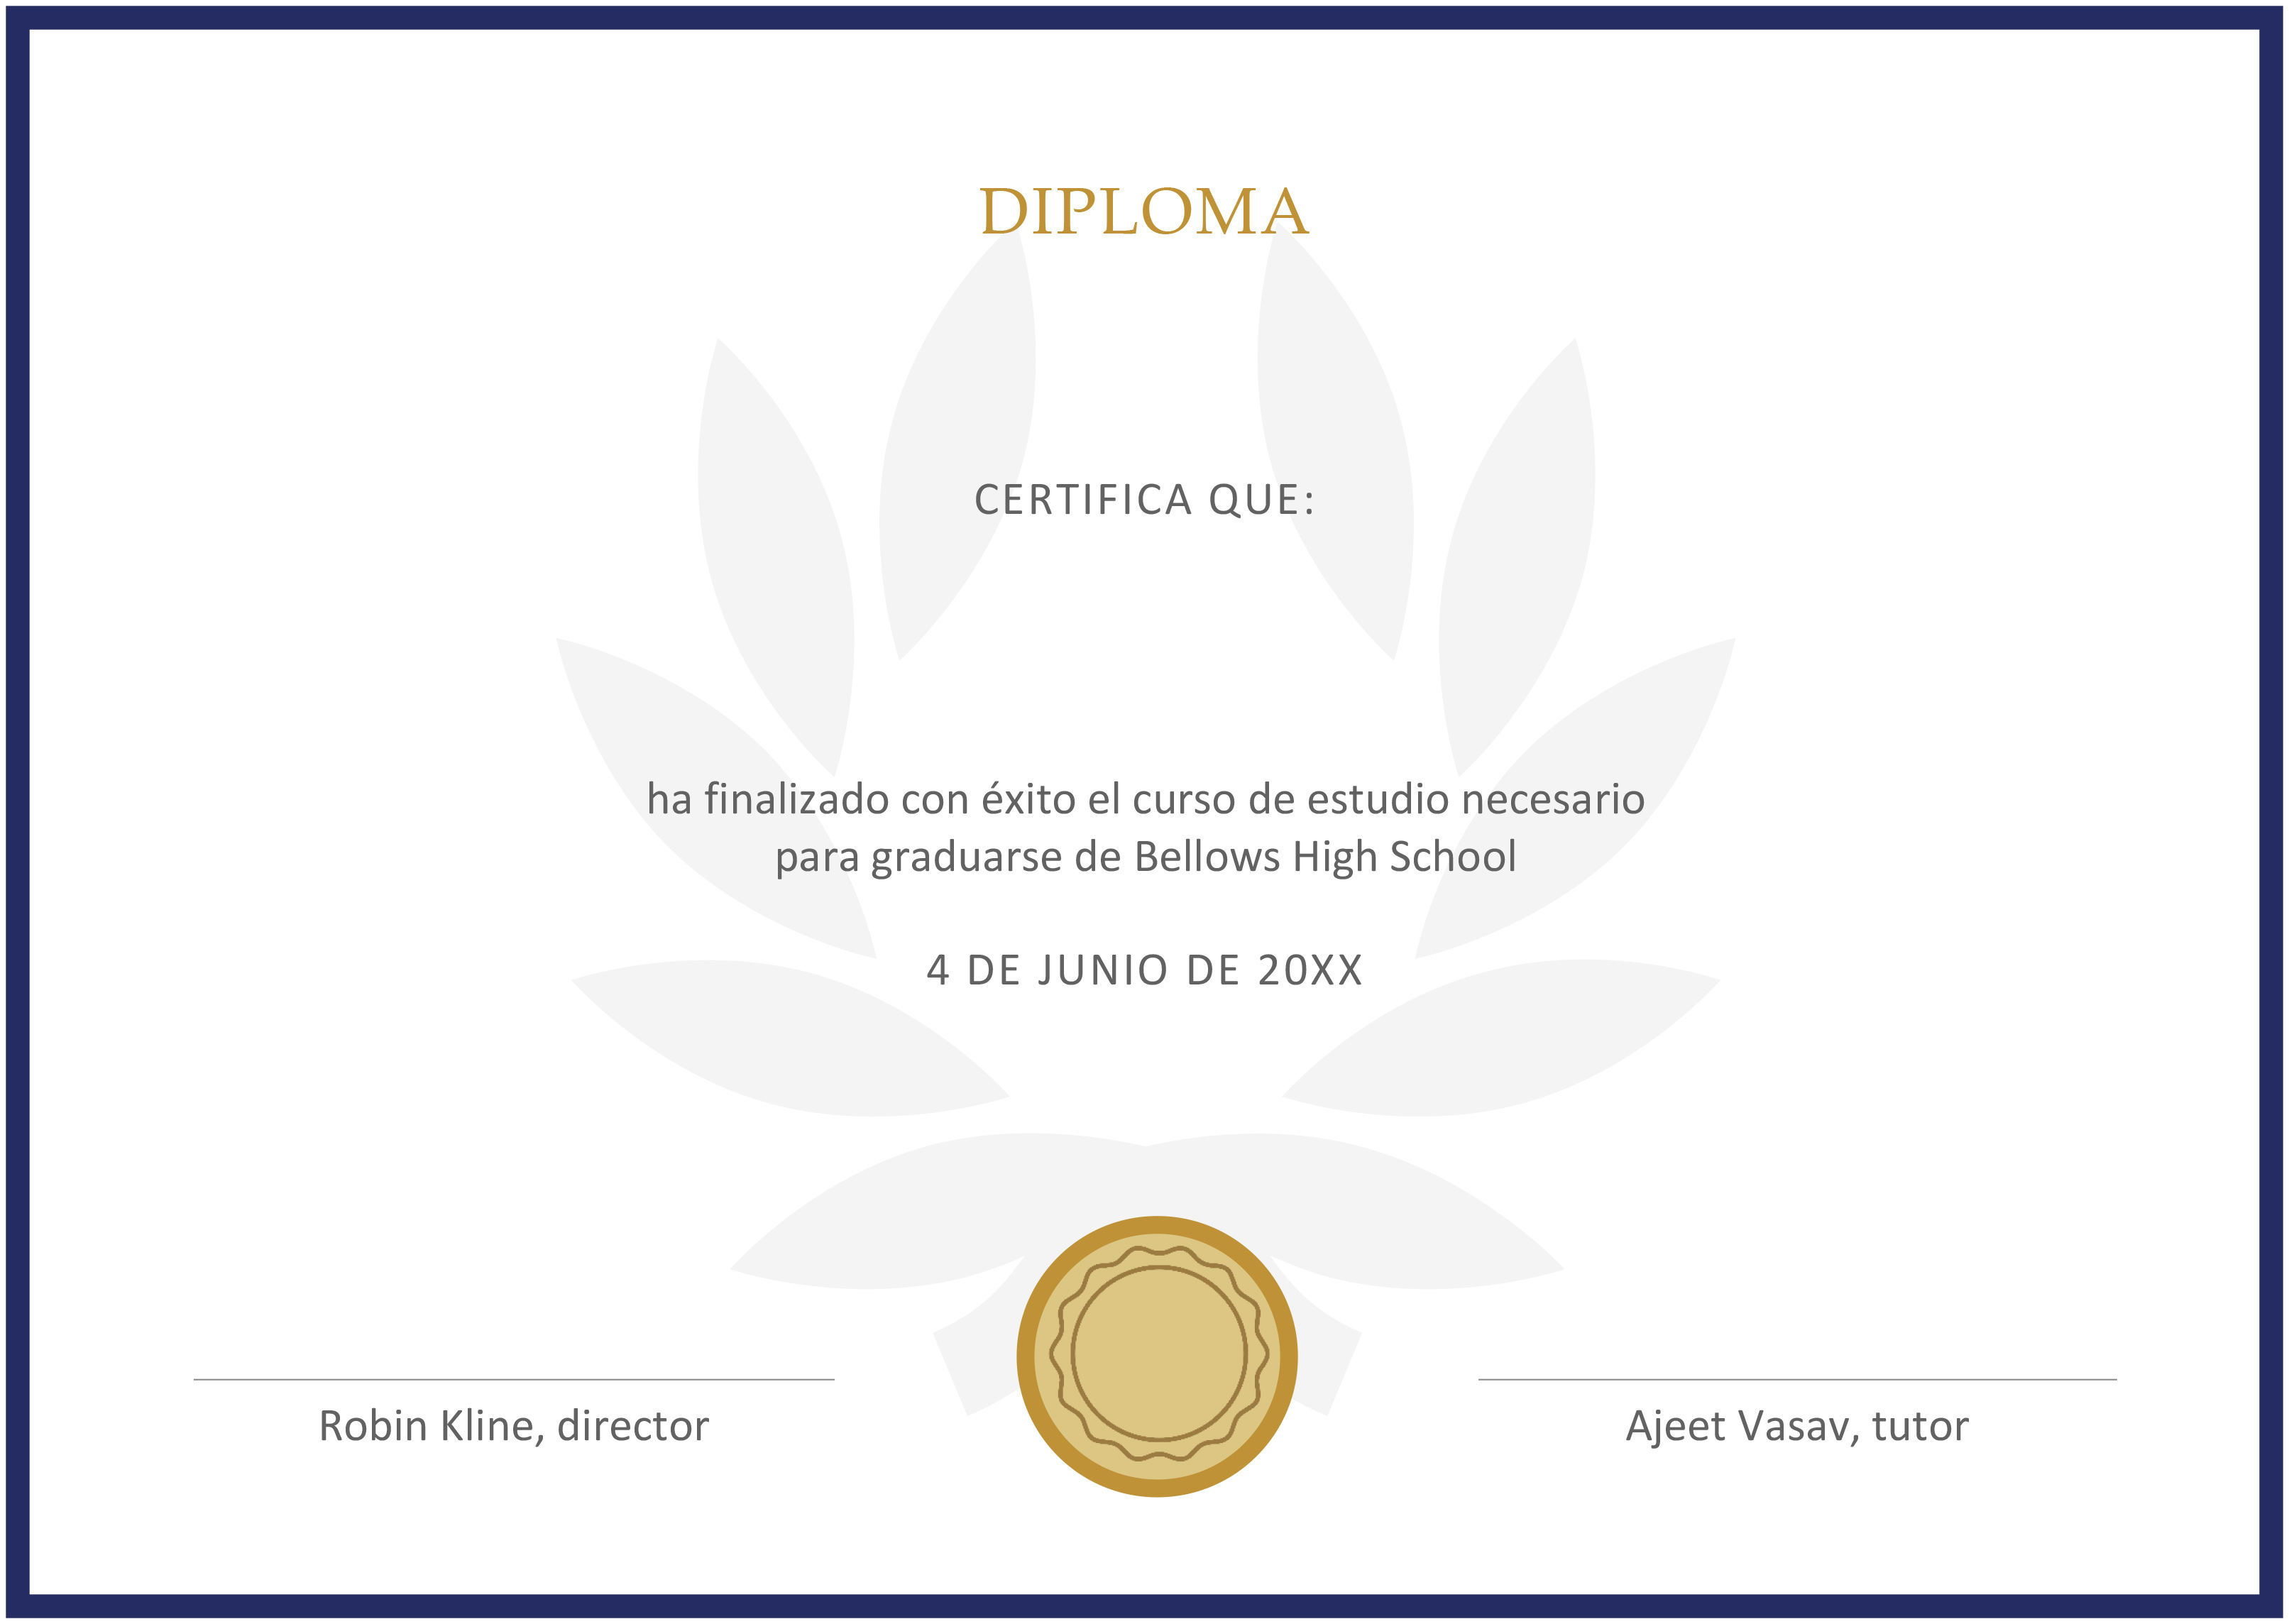 DIPLOMA
CERTIFICA QUE:
ha finalizado con éxito el curso de estudio necesario
para graduarse de Bellows High School
4 DE JUNIO DE 20XX
Robin Kline, director
Ajeet Vasav, tutor